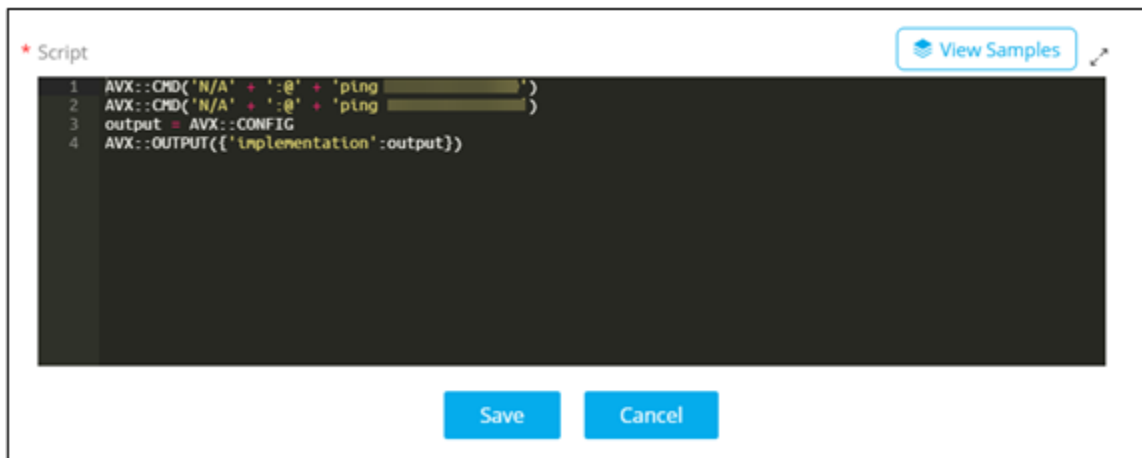 * Script
View Samples
1 AVX::CMD('N/A' + ':@' + 'ping ')
2 AVX::CMD('N/A' + ':@' + 'ping ')
3 output = AVX::CONFIG
4 AVX::OUTPUT({'implementation':output})
Save
Cancel